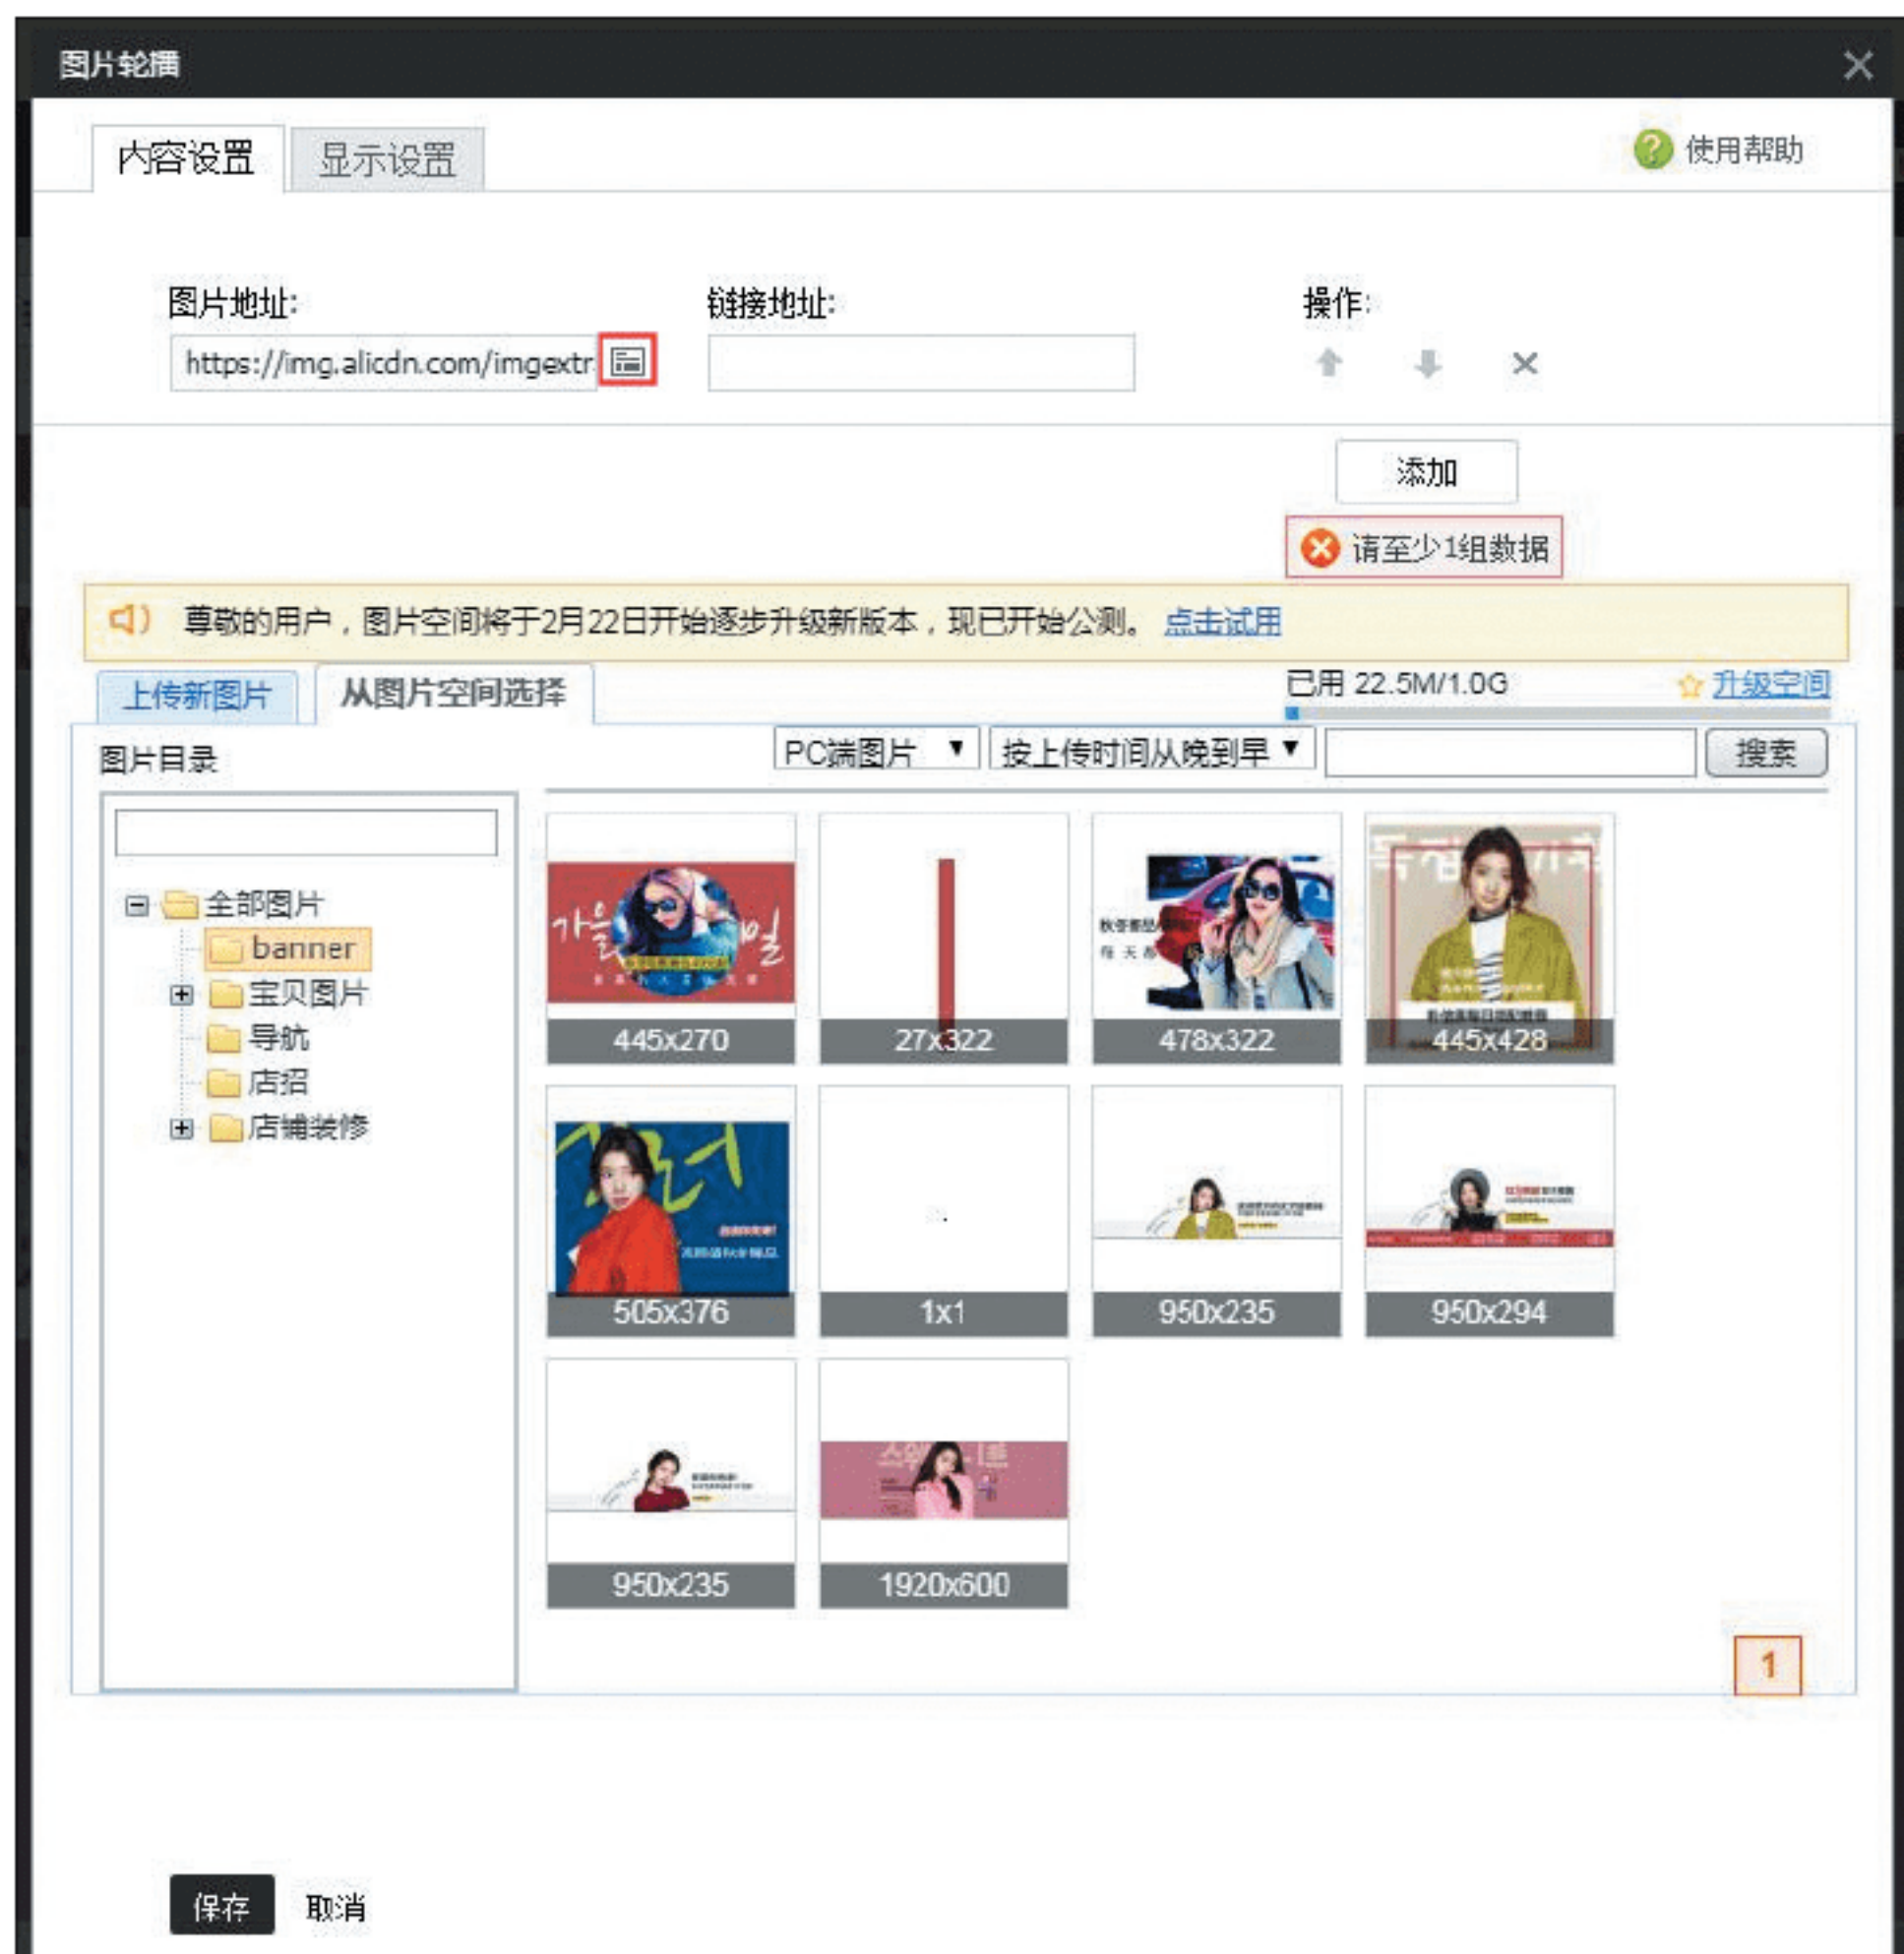 图片轮播
内容设置 显示设置 使用帮助
图片地址: 链接地址: 操作:
https://img.alicdn.com/imgextr
添加
请至少1组数据
尊敬的用户，图片空间将于2月22日开始逐步升级新版本，现已开始公测。 点击试用
上传新图片 从图片空间选择 已用 22.5M/1.0G 升级空间
图片目录 PC端图片 按上传时间从晚到早 搜索
全部图片
banner
宝贝图片
导航
店招
店铺装修
가을 일
每天
445x270 27x322 478x322 445x428
505x376 1x1 950x235 950x294
950x235 1920x600
1
保存 取消